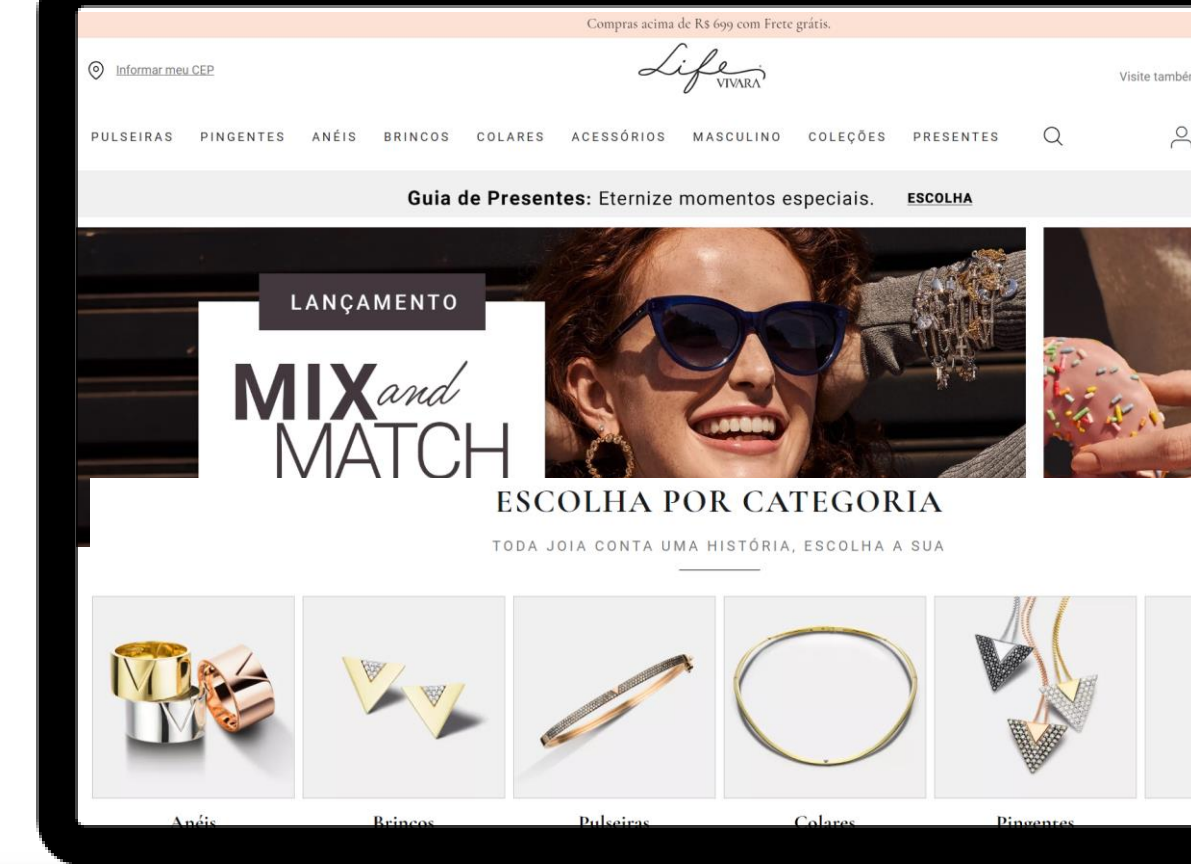 Compras acima de R$ 699 com Frete grátis.
Informar meu CEP
Life
VIVARA
Visite també
PULSEIRAS PINGENTES ANÉIS BRINCOS COLARES ACESSÓRIOS MASCULINO COLEÇÕES PRESENTES
Guia de Presentes: Eternize momentos especiais. ESCOLHA
LANÇAMENTO
MIX and
MATCH
ESCOLHA POR CATEGORIA
TODA JOIA CONTA UMA HISTÓRIA, ESCOLHA A SUA
Anéis Brincos Pulseiras Colares Pingentes